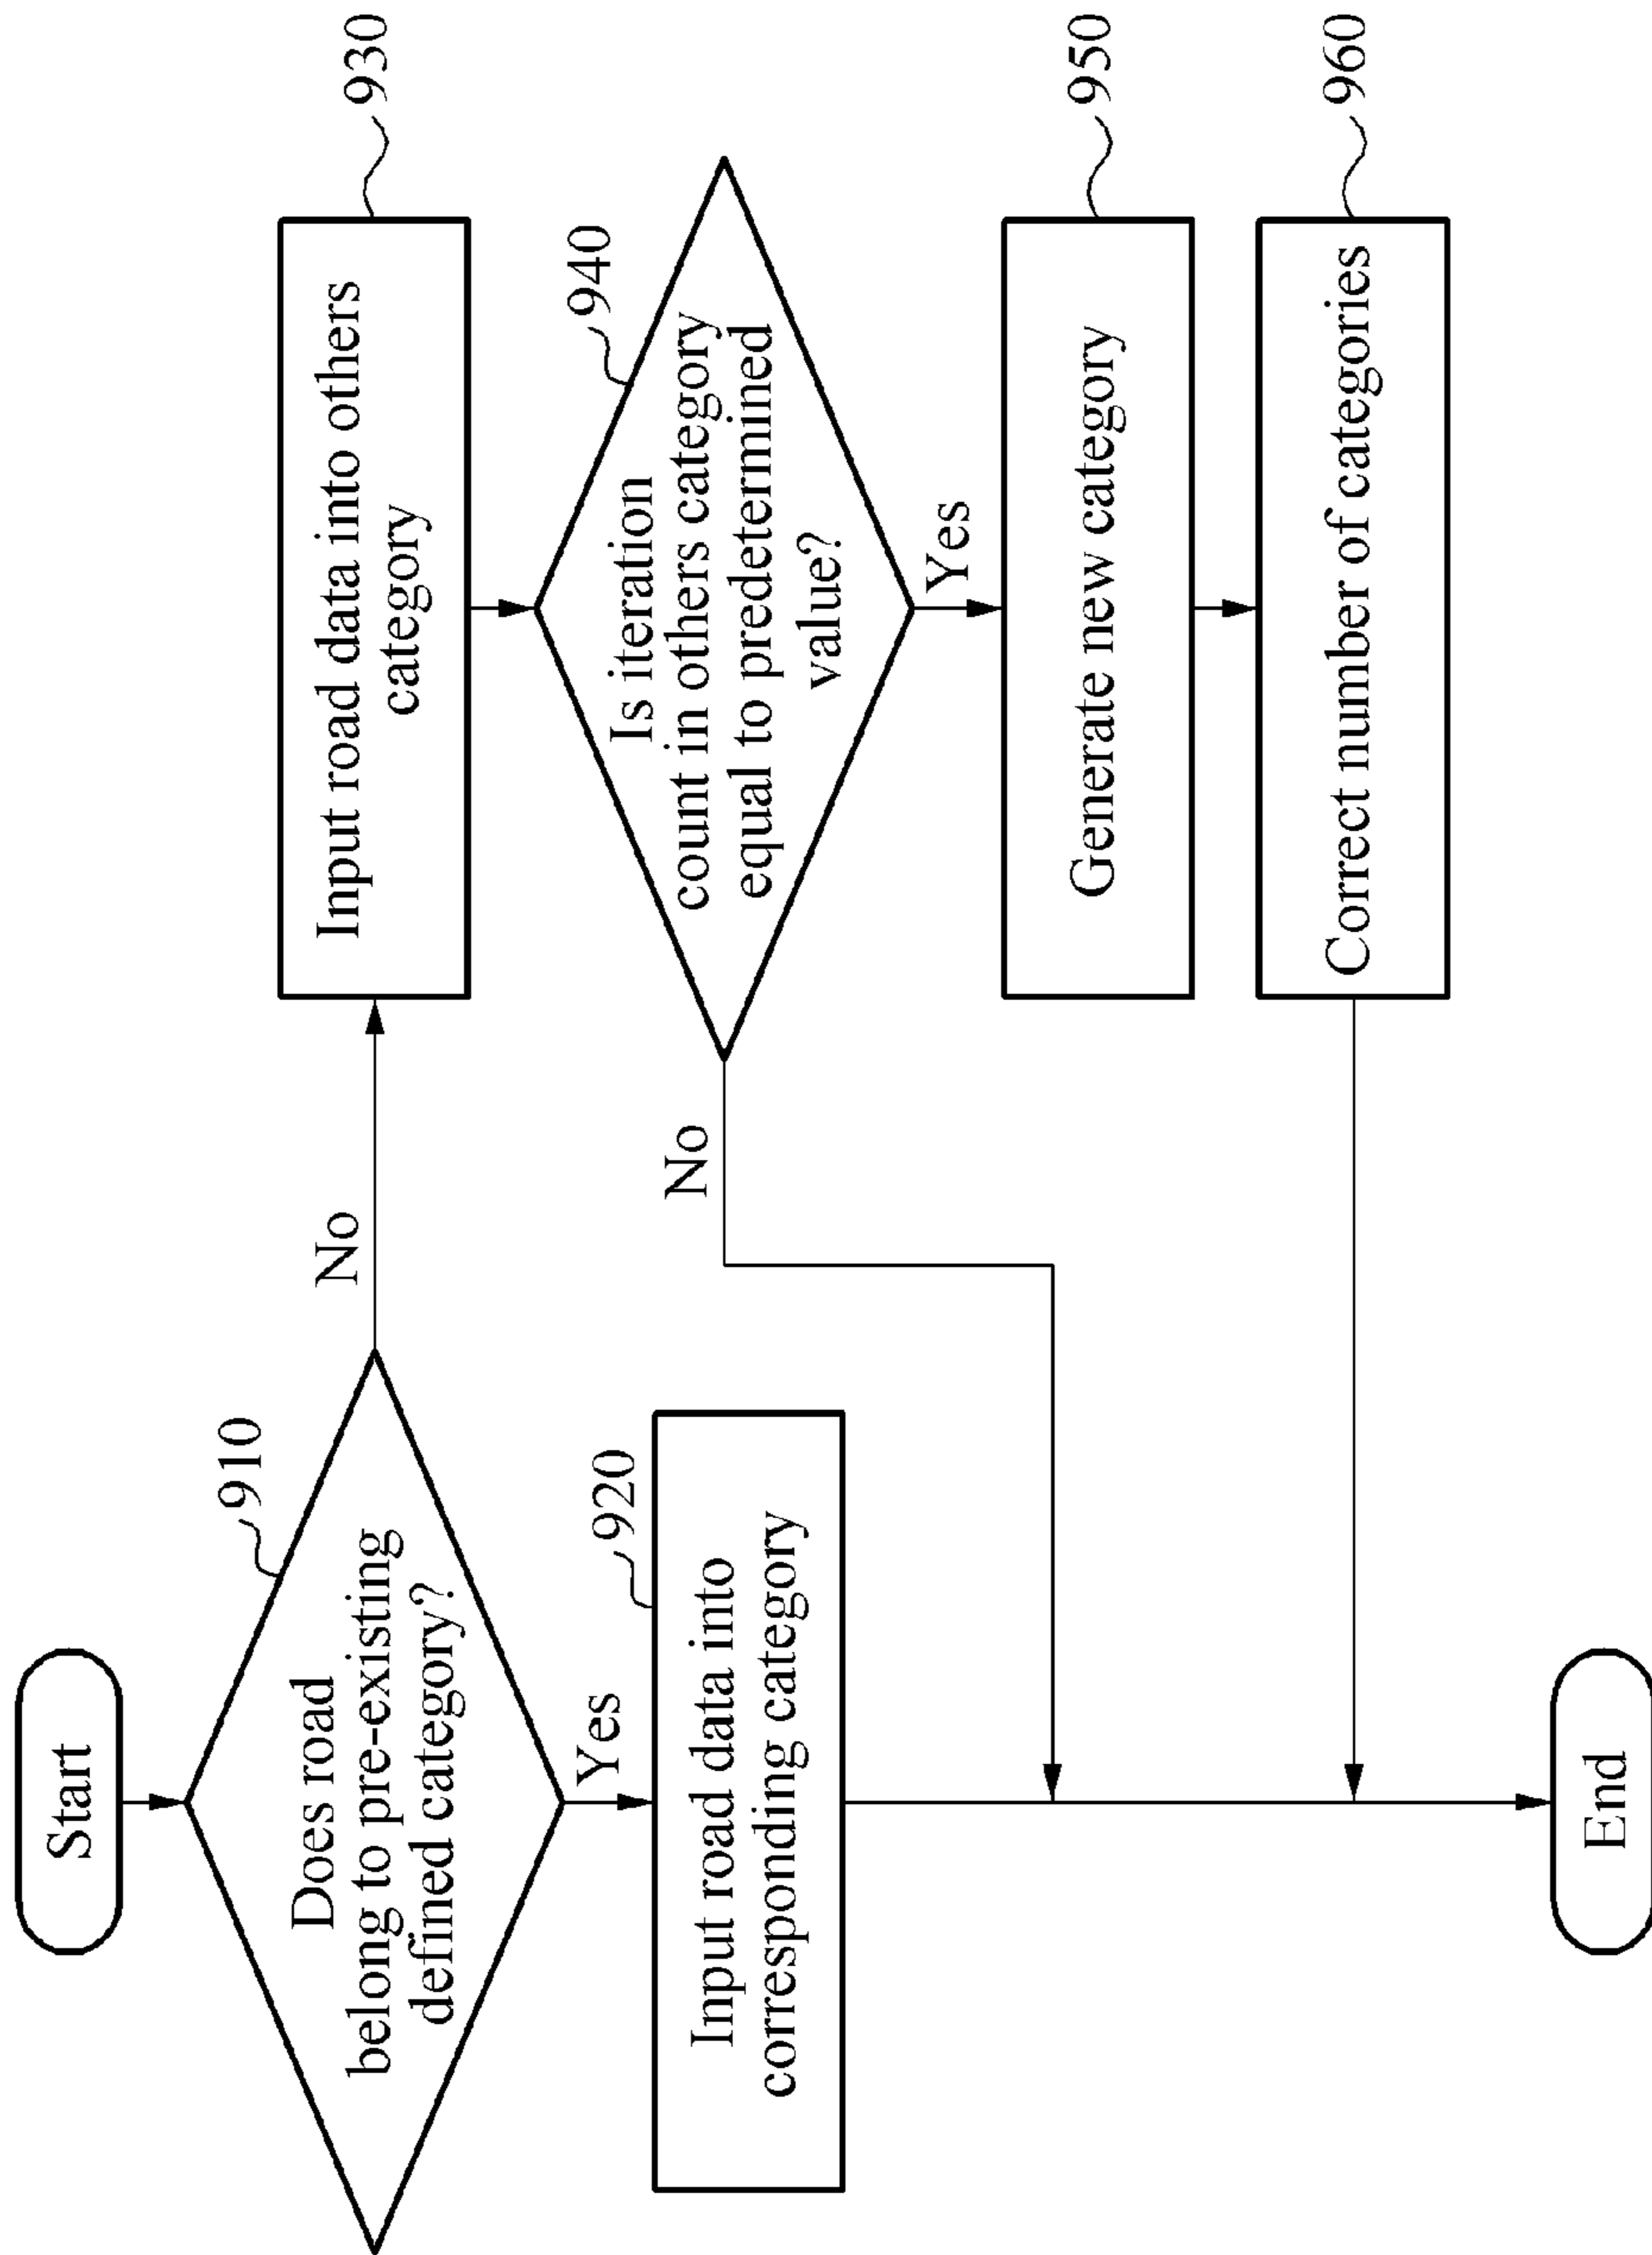 Start
910
Does road
belong to pre-existing
defined category?
No
Yes
920
Input road data into
corresponding category
930
Input road data into others
category
940
Is iteration
count in others category
equal to predetermined
value?
No
Yes
950
Generate new category
960
Correct number of categories
End